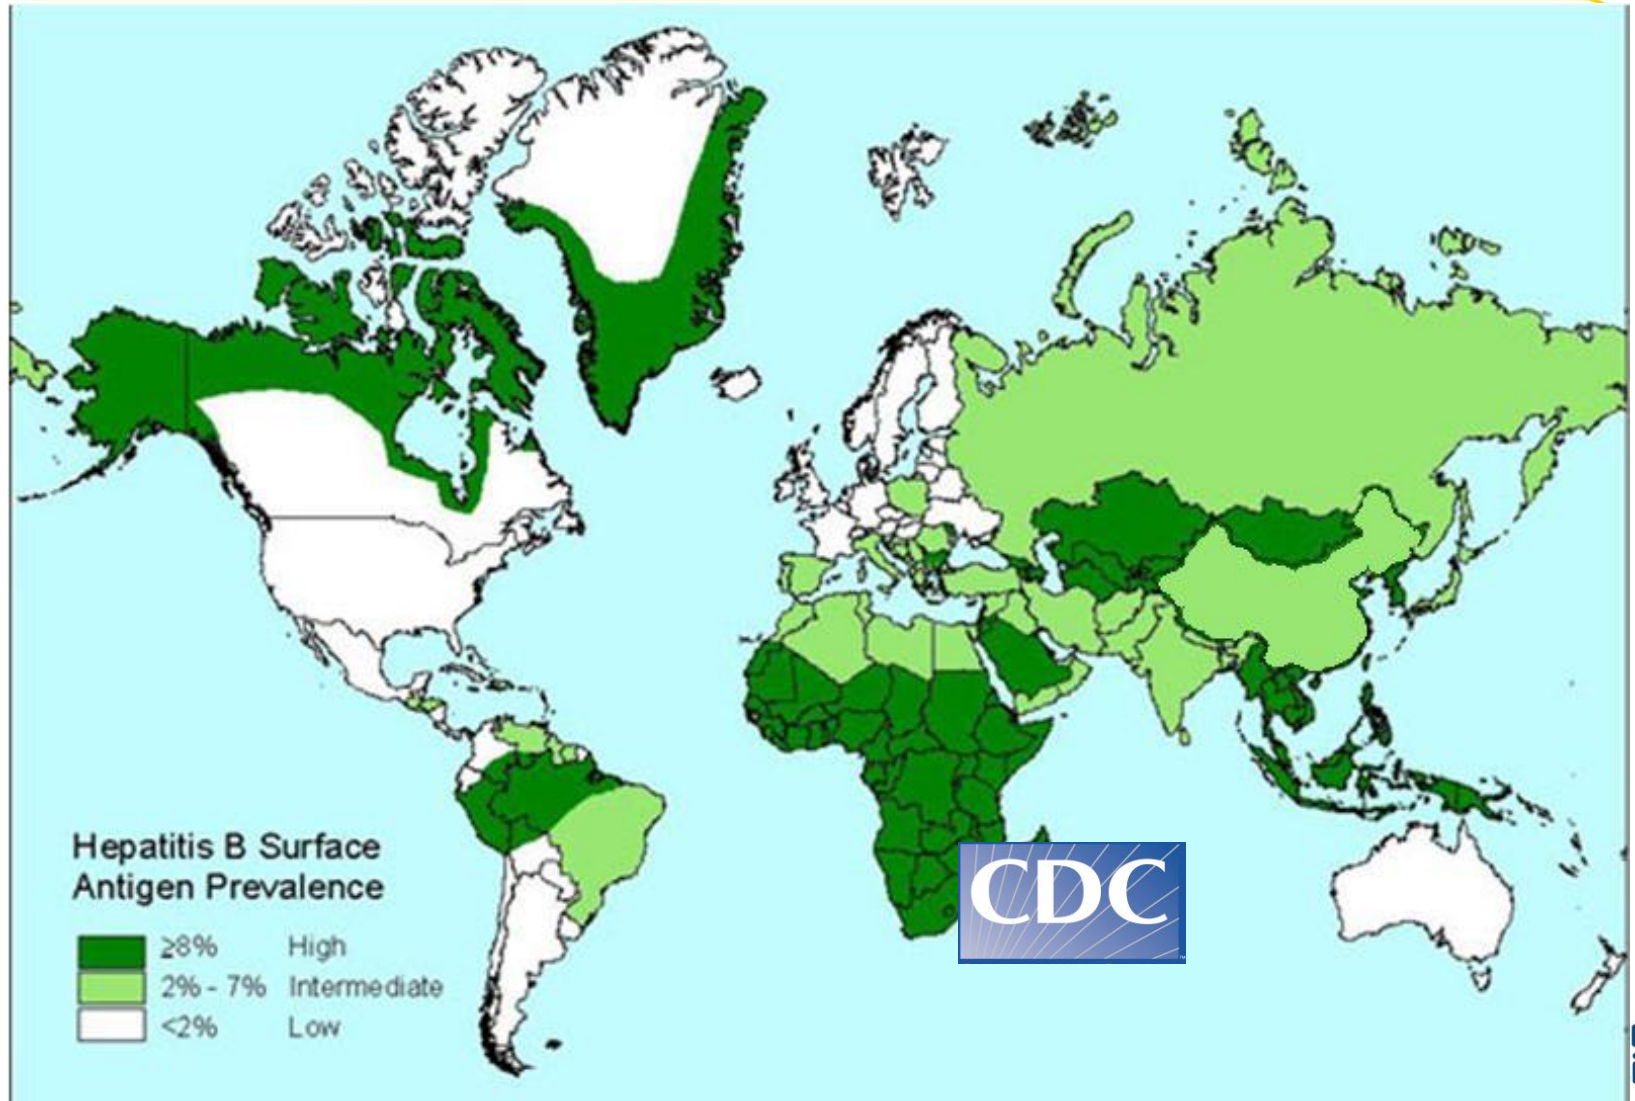 CDC
Hepatitis B Surface
Antigen Prevalence
≥8% High
2% - 7% Intermediate
<2% Low